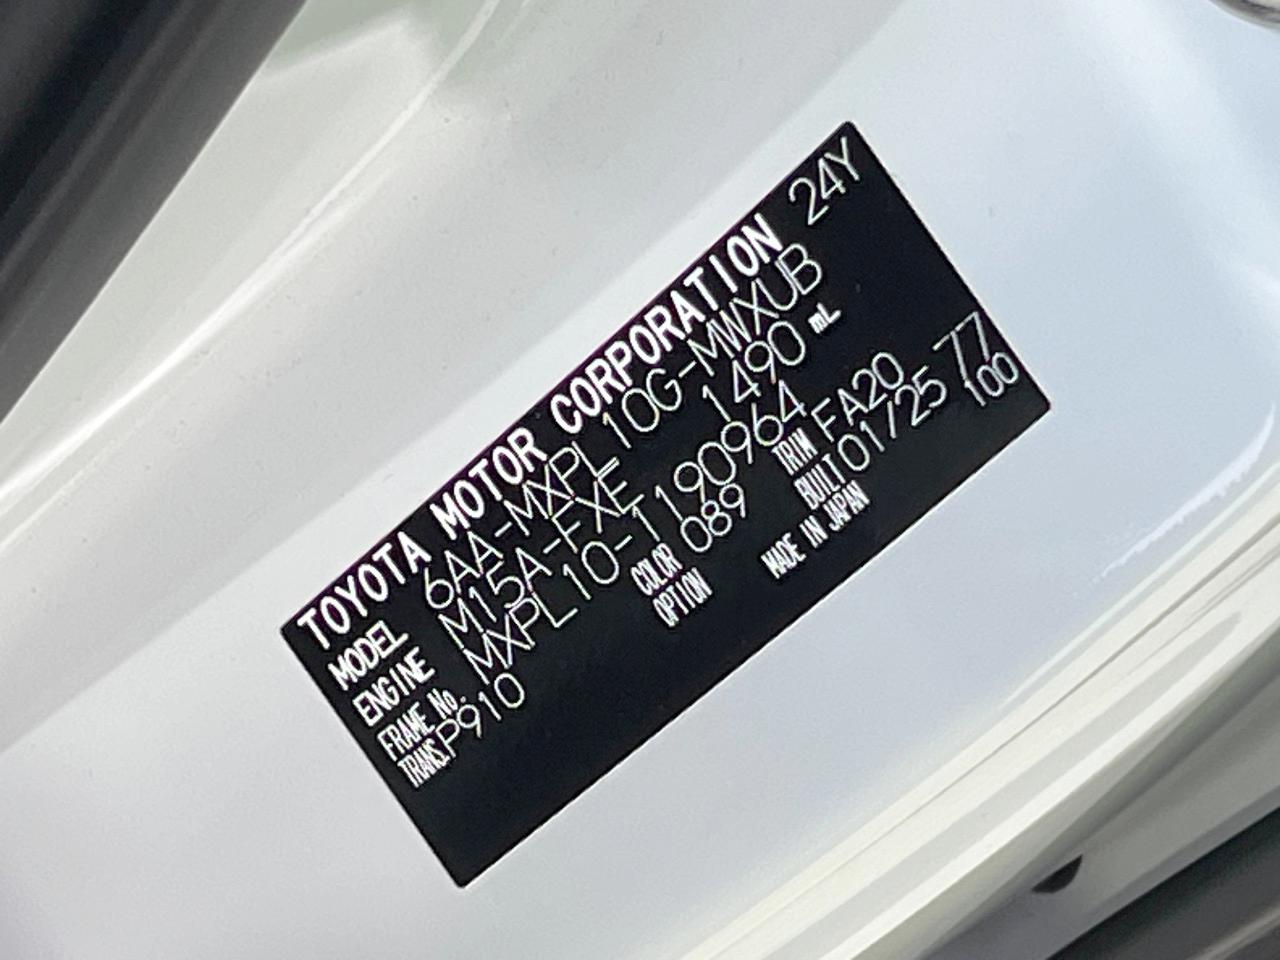 TOYOTA MOTOR CORPORATION 24Y
MODEL 6AA-MXPL10G-MWXUB
ENGINE M15A-FXE 1490 mL
FRAME No. MXPL10-1190964
TRANS. P910 COLOR 089 TRIM FA20 77
OPTION BUILT 01/25 100
MADE IN JAPAN